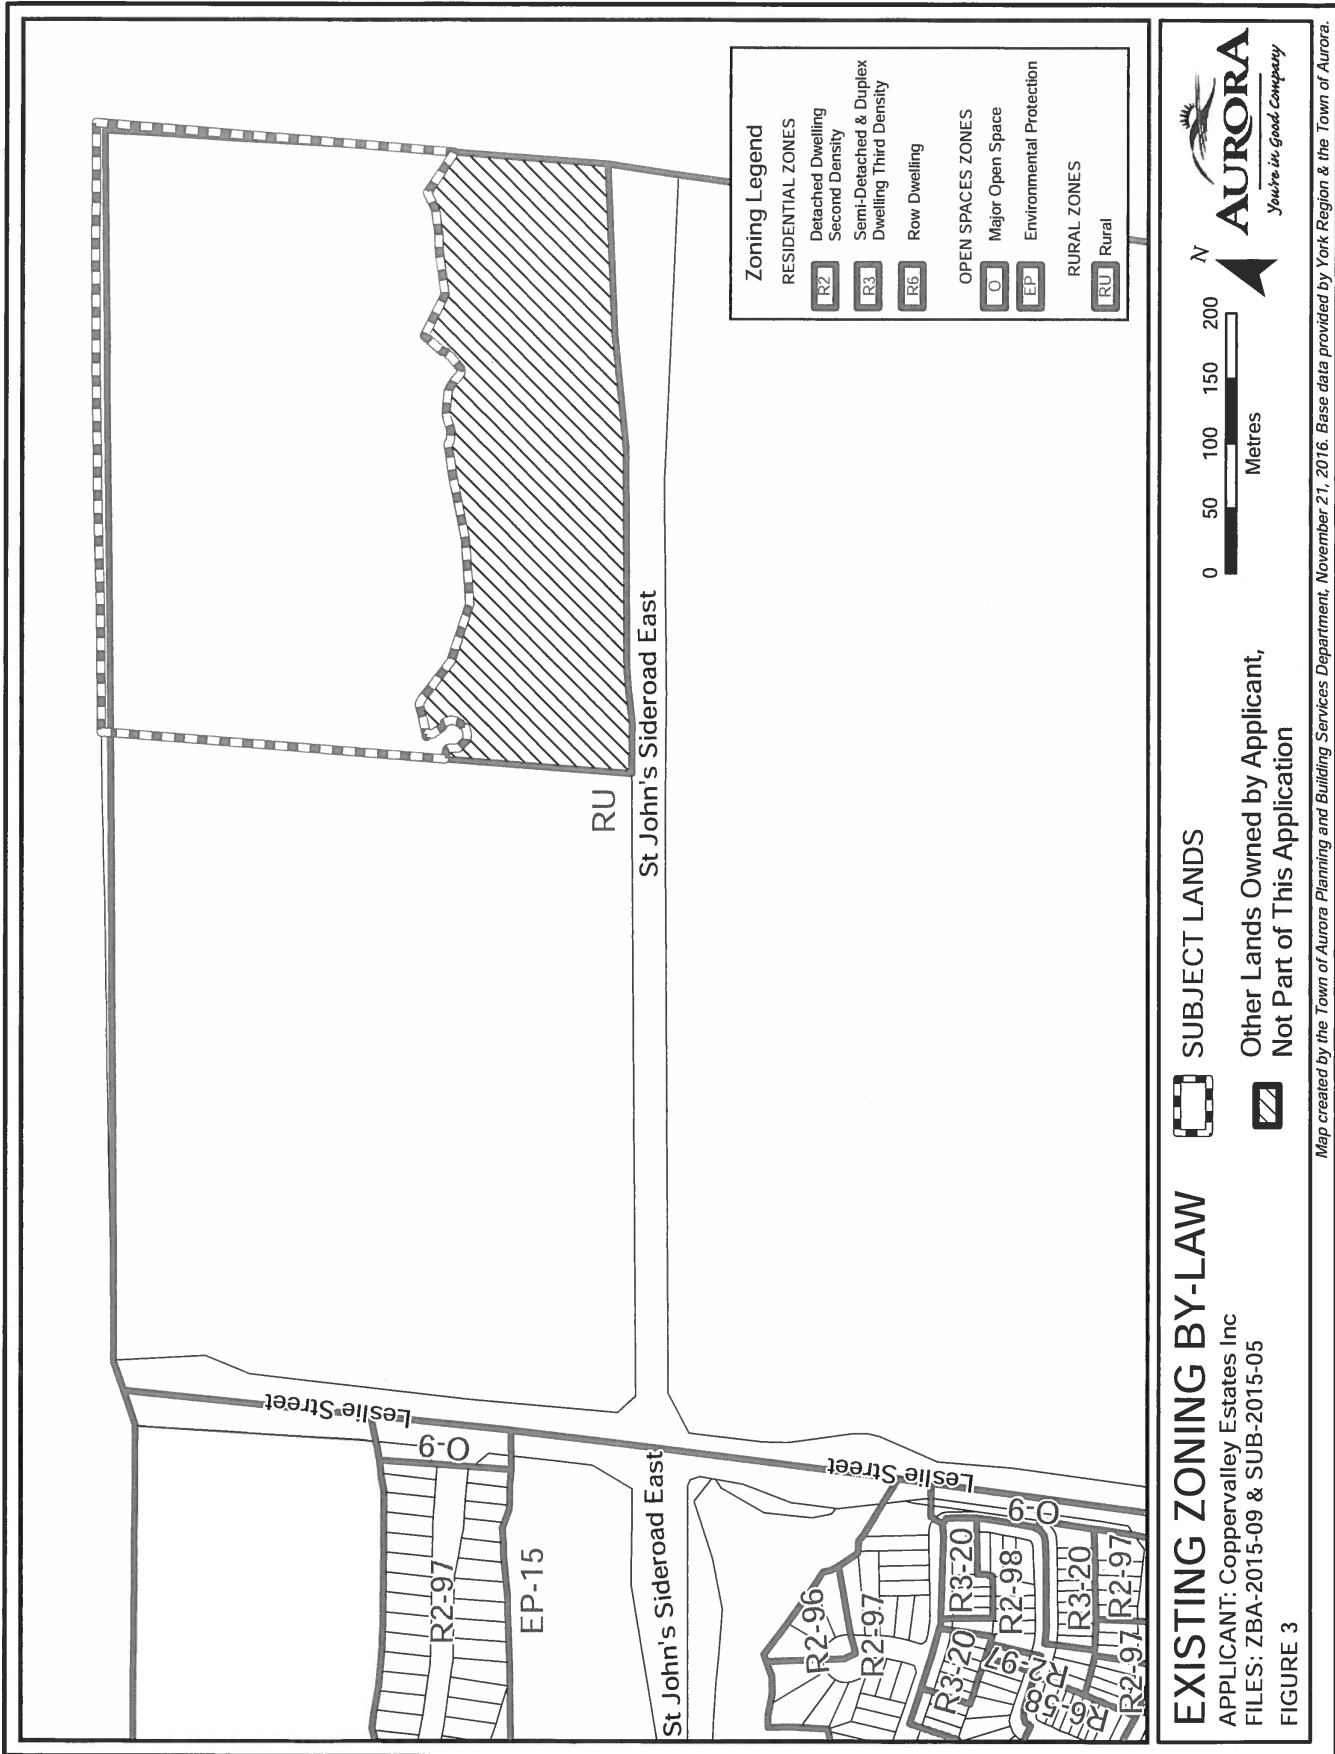 O-9
Leslie Street
R2-97
EP-15
RU
St John's Sideroad East
St John's Sideroad East
Leslie Street
R2-96
R2-97
O-9
R3-20
R2-98
R3-20
R2-97
R3-20
R2-97
R6-58
R2-97
Zoning Legend
RESIDENTIAL ZONES
R2 Detached Dwelling
Second Density
R3 Semi-Detached & Duplex
Dwelling Third Density
R6 Row Dwelling
OPEN SPACES ZONES
O Major Open Space
EP Environmental Protection
RURAL ZONES
RU Rural
EXISTING ZONING BY-LAW
APPLICANT: Coppervalley Estates Inc
FILES: ZBA-2015-09 & SUB-2015-05
FIGURE 3
SUBJECT LANDS
Other Lands Owned by Applicant,
Not Part of This Application
0 50 100 150 200
Metres
N
AURORA
You're in Good Company
Map created by the Town of Aurora Planning and Building Services Department, November 21, 2016. Base data provided by York Region & the Town of Aurora.